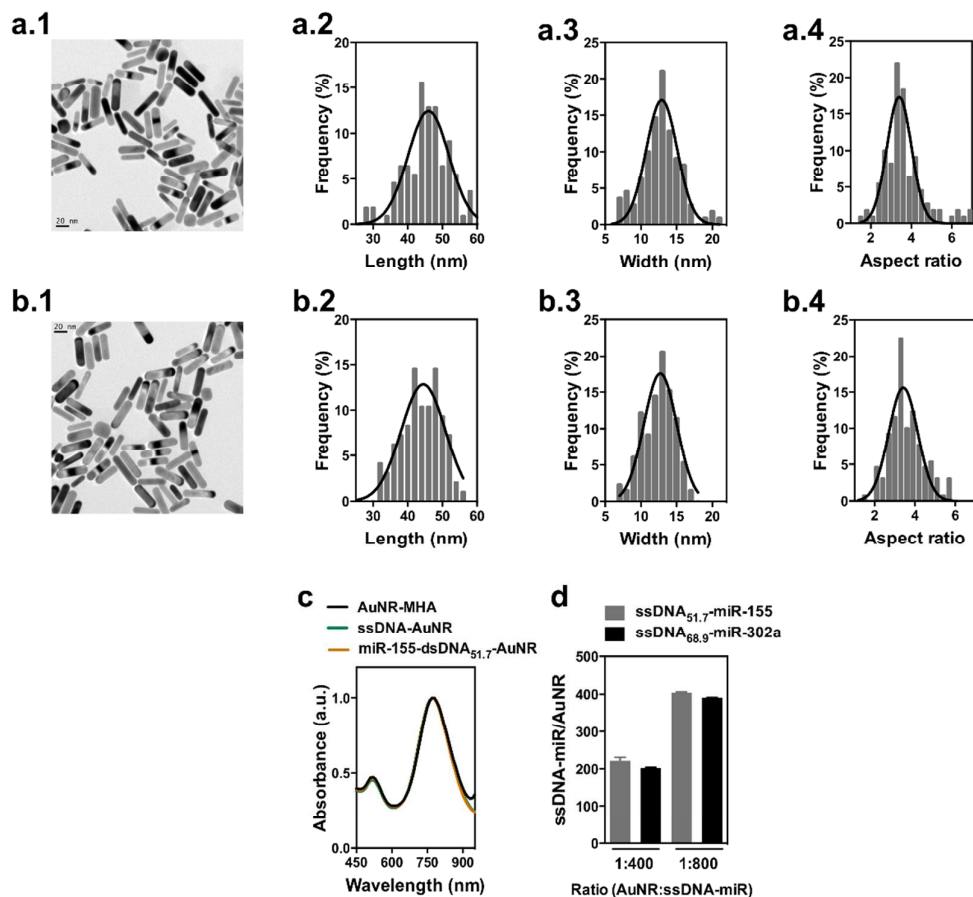 a.1
20 nm
a.2
Frequency (%)
20
15
10
5
0
30 40 50 60
Length (nm)
a.3
Frequency (%)
25
20
15
10
5
0
5 10 15 20
Width (nm)
a.4
Frequency (%)
25
20
15
10
5
0
2 4 6
Aspect ratio
b.1
20 nm
b.2
Frequency (%)
20
15
10
5
0
30 40 50 60
Length (nm)
b.3
Frequency (%)
25
20
15
10
5
0
5 10 15 20
Width (nm)
b.4
Frequency (%)
25
20
15
10
5
0
2 4 6
Aspect ratio
c
AuNR-MHA
ssDNA-AuNR
miR-155-dsDNA51.7-AuNR
Absorbance (a.u.)
1.0
0.5
0.0
450 600 750 900
Wavelength (nm)
d
ssDNA51.7-miR-155
ssDNA68.9-miR-302a
ssDNA-miR/AuNR
500
400
300
200
100
0
1:400 1:800
Ratio (AuNR:ssDNA-miR)